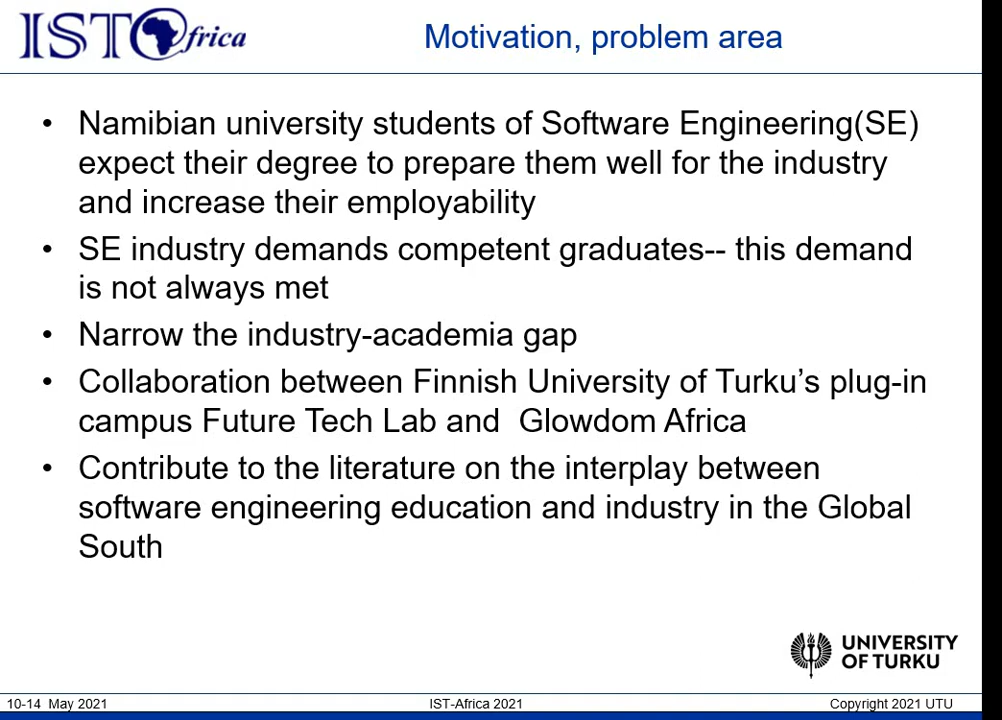 IST Africa
Motivation, problem area
• Namibian university students of Software Engineering(SE)
expect their degree to prepare them well for the industry
and increase their employability
• SE industry demands competent graduates-- this demand
is not always met
• Narrow the industry-academia gap
• Collaboration between Finnish University of Turku’s plug-in
campus Future Tech Lab and  Glowdom Africa
• Contribute to the literature on the interplay between
software engineering education and industry in the Global
South
UNIVERSITY
OF TURKU
10-14  May 2021
IST-Africa 2021
Copyright 2021 UTU